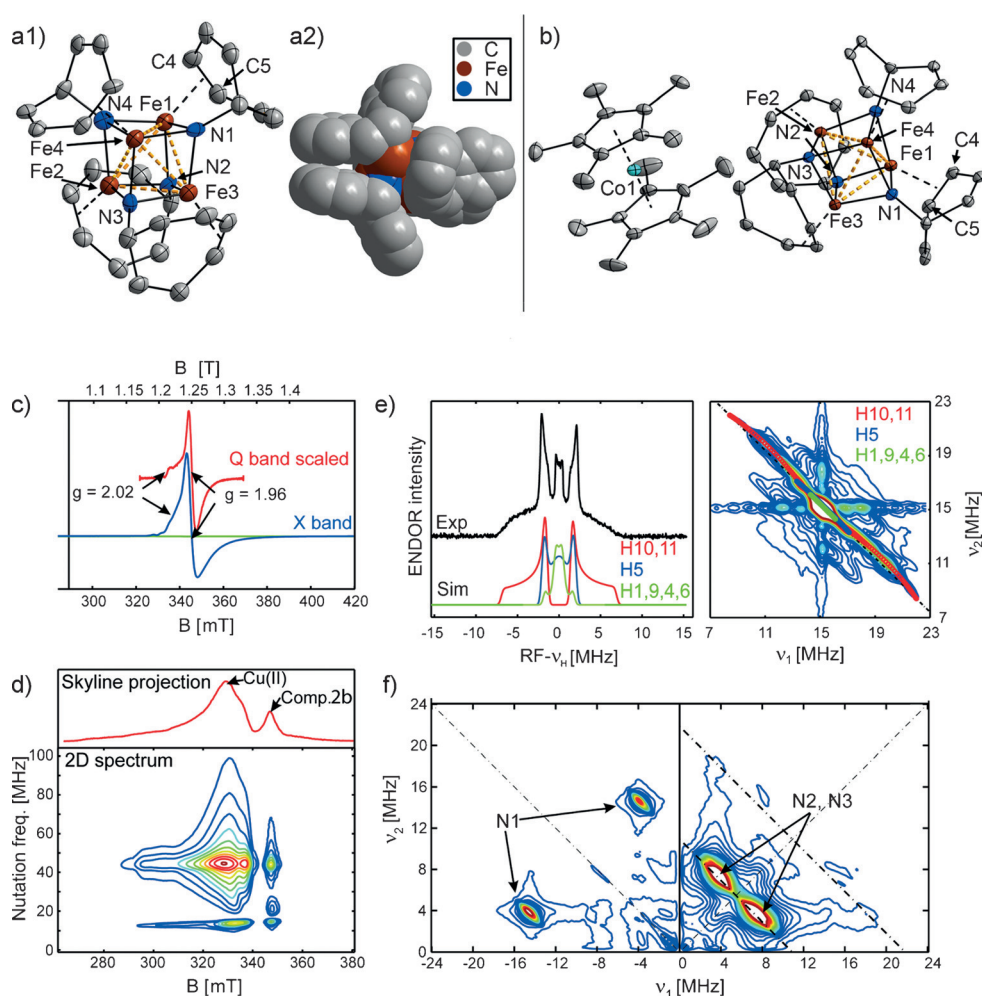 a1)
C4
C5
N4
Fe1
N1
Fe4
Fe2
N2
Fe3
N3
a2)
C
Fe
N
b)
Fe2
N2
N4
Fe4
Fe1
C4
N3
Co1
Fe3
N1
C5
c)
B [T]
1.1 1.15 1.2 1.25 1.3 1.35 1.4
Q band scaled
g = 2.02
g = 1.96
X band
300 320 340 360 380 400 420
B [mT]
d)
Skyline projection
Cu(II)
Comp.2b
2D spectrum
Nutation freq. [MHz]
100
80
60
40
20
0
280 300 320 340 360 380
B [mT]
e)
ENDOR intensity
Exp
Sim
H10,11
H5
H1,9,4,6
-15 -10 -5 0 5 10 15
RF-νH [MHz]
H10,11
H5
H1,9,4,6
23
19
15
11
7
ν2 [MHz]
7 11 15 19 23
ν1 [MHz]
f)
ν2 [MHz]
24
20
16
12
8
4
0
N1
N2, N3
-24 -20 -16 -12 -8 -4 0 4 8 12 16 20 24
ν1 [MHz]